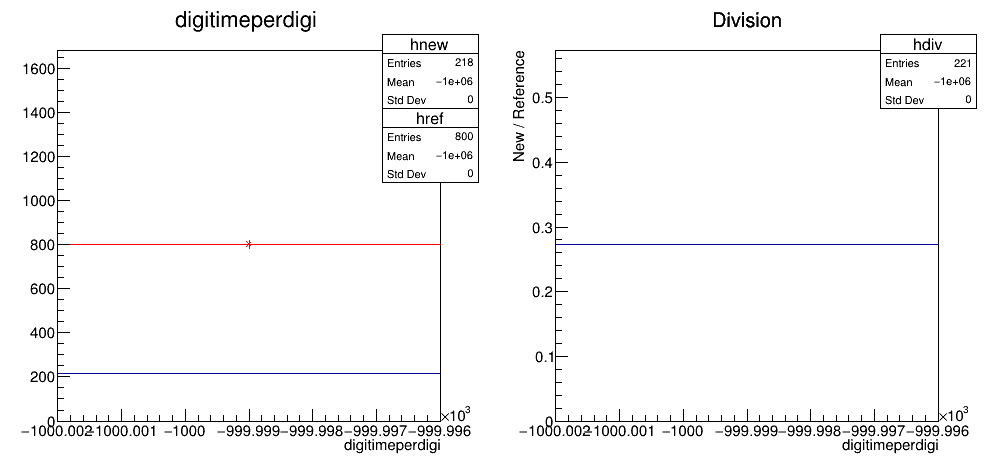 digitimeperdigi
hnew
Entries 218
Mean −1e+06
Std Dev 0
href
Entries 800
Mean −1e+06
Std Dev 0
1600
1400
1200
1000
800
600
400
200
0
−1000.002 −1000.001 −1000 −999.999 −999.998 −999.997 −999.996
×10³
digitimeperdigi
Division
hdiv
Entries 221
Mean −1e+06
Std Dev 0
New / Reference
0.5
0.4
0.3
0.2
0.1
0
−1000.002 −1000.001 −1000 −999.999 −999.998 −999.997 −999.996
×10³
digitimeperdigi